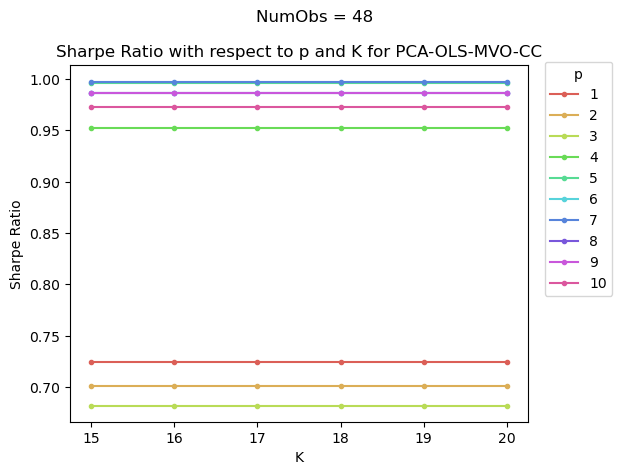 NumObs = 48
Sharpe Ratio with respect to p and K for PCA-OLS-MVO-CC
p
1
2
3
4
5
6
7
8
9
10
1.00
0.95
0.90
0.85
0.80
0.75
0.70
Sharpe Ratio
15 16 17 18 19 20
K